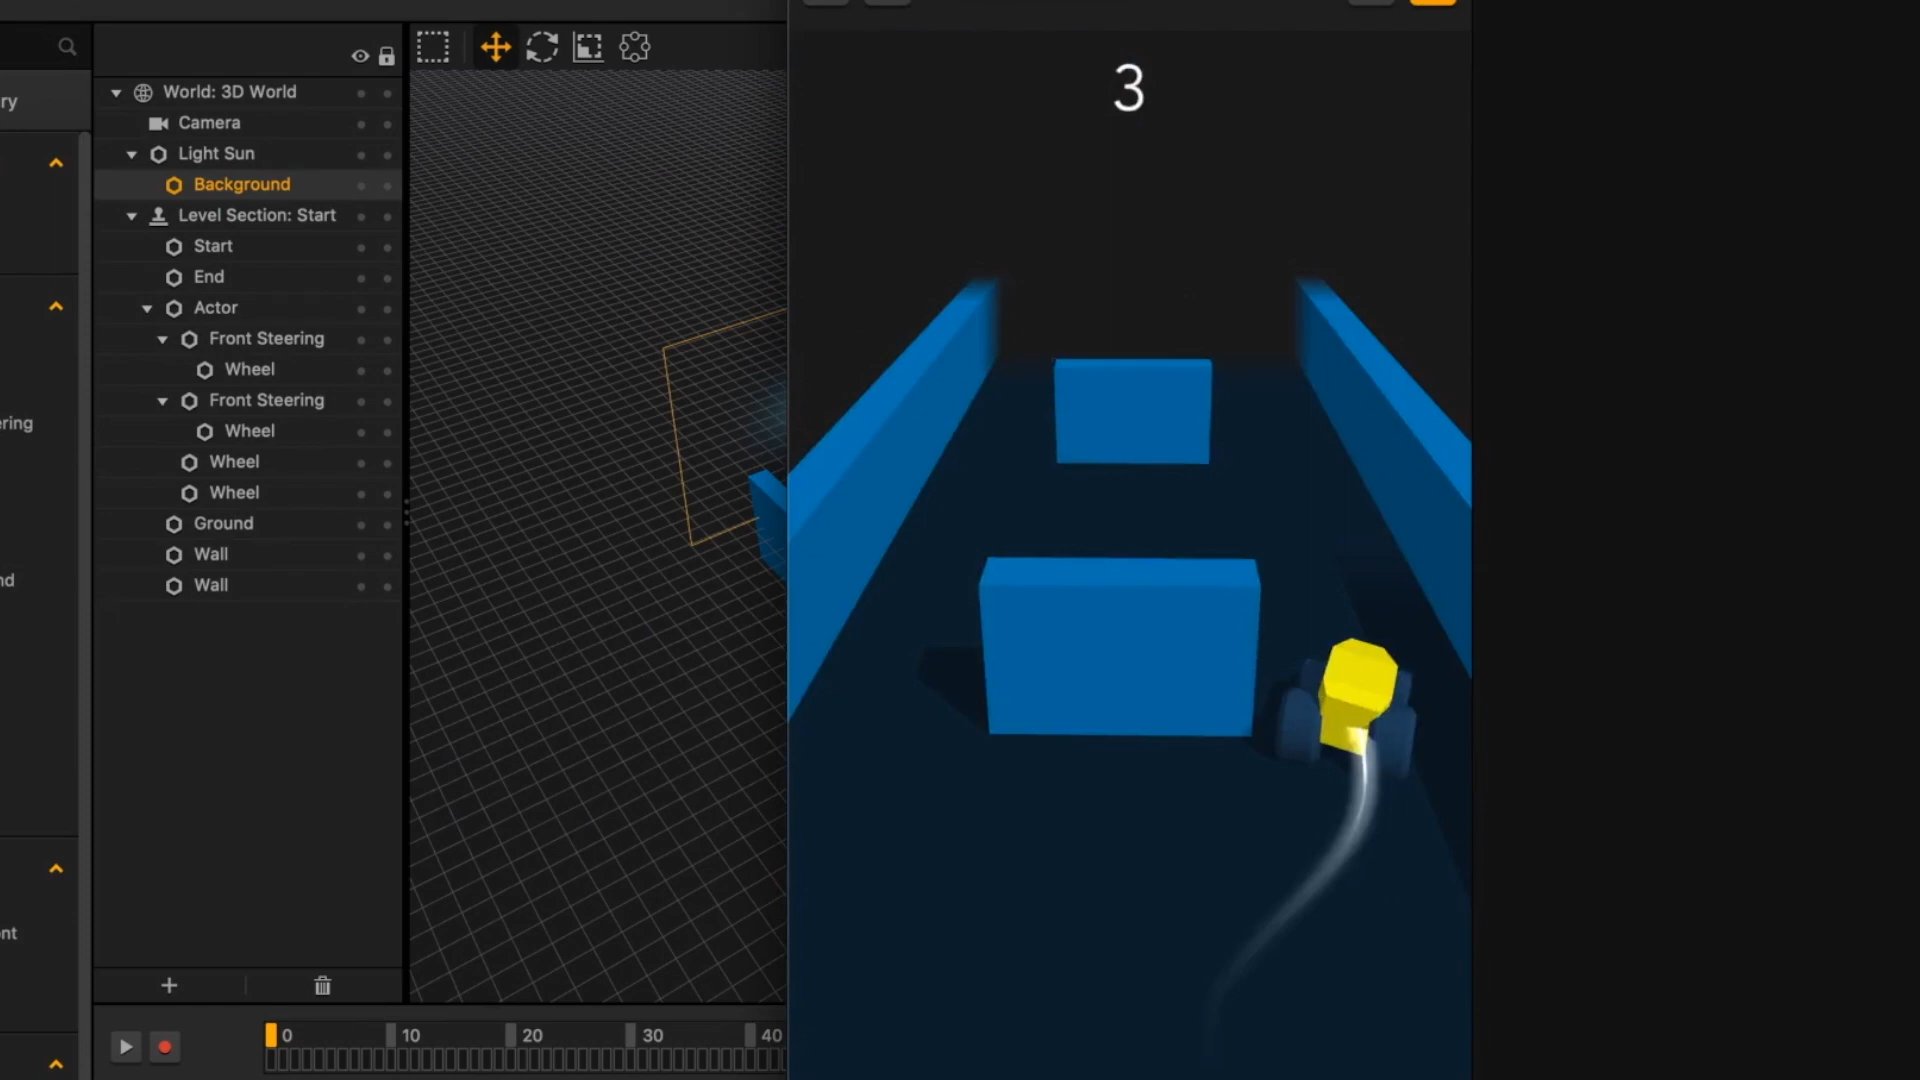 3
ry
World: 3D World
Camera
Light Sun
Background
Level Section: Start
Start
End
Actor
Front Steering
Wheel
Front Steering
ering
Wheel
Wheel
Wheel
Ground
Wall
nd
Wall
nt
0 10 20 30 40